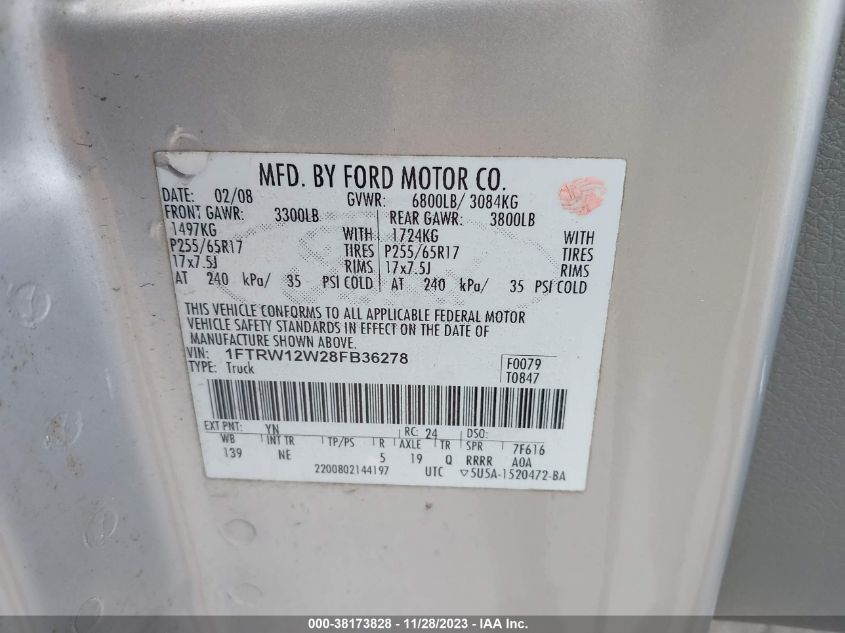 MFD. BY FORD MOTOR CO.
DATE: 02/08 GVWR: 6800LB/ 3084KG
FRONT GAWR: 3300LB REAR GAWR: 3800LB
1497KG WITH 1724KG WITH
P255/65R17 TIRES P255/65R17 TIRES
17x7.5J RIMS 17x7.5J RIMS
AT 240 kPa/ 35 PSI COLD AT 240 kPa/ 35 PSI COLD
THIS VEHICLE CONFORMS TO ALL APPLICABLE FEDERAL MOTOR
VEHICLE SAFETY STANDARDS IN EFFECT ON THE DATE OF
MANUFACTURE SHOWN ABOVE.
VIN: 1FTRW12W28FB36278 F0079
TYPE: Truck T0847
EXT PNT: YN RC: 24 DSO:
WB INT TR TP/PS R AXLE TR SPR 7F616
139 NE 5 19 Q RRRR A0A
2200802144197 UTC ▽5U5A-1520472-BA
000-38173828 - 11/28/2023 - IAA Inc.